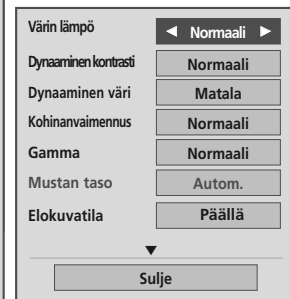 Värin lämpö ◄ Normaali ►
Dynaaminen kontrasti Normaali
Dynaaminen väri Matala
Kohinanvaimennus Normaali
Gamma Normaali
Mustan taso Autom.
Elokuvatila Päällä
▼
Sulje